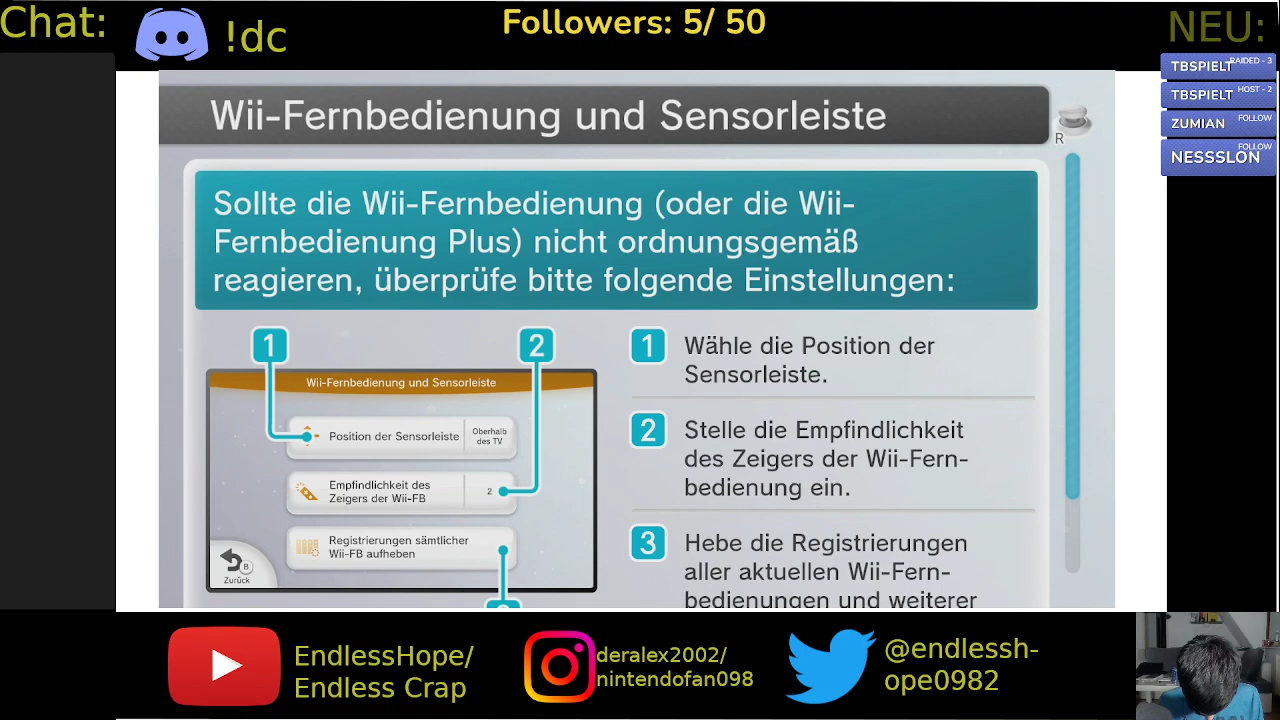 Chat:
!dc
Followers: 5/ 50
NEU:
TBSPIELT RAIDED - 3
TBSPIELT HOST - 2
ZUMIAN FOLLOW
NESSSLON FOLLOW
Wii-Fernbedienung und Sensorleiste
R
Sollte die Wii-Fernbedienung (oder die Wii-
Fernbedienung Plus) nicht ordnungsgemäß
reagieren, überprüfe bitte folgende Einstellungen:
1
2
Wii-Fernbedienung und Sensorleiste
Position der Sensorleiste
Oberhalb
des TV
Empfindlichkeit des
Zeigers der Wii-FB
2
Registrierungen sämtlicher
Wii-FB aufheben
B
Zurück
1 Wähle die Position der
Sensorleiste.
2 Stelle die Empfindlichkeit
des Zeigers der Wii-Fern-
bedienung ein.
3 Hebe die Registrierungen
aller aktuellen Wii-Fern-
bedienungen und weiterer
EndlessHope/
Endless Crap
deralex2002/
nintendofan098
@endlessh-
ope0982